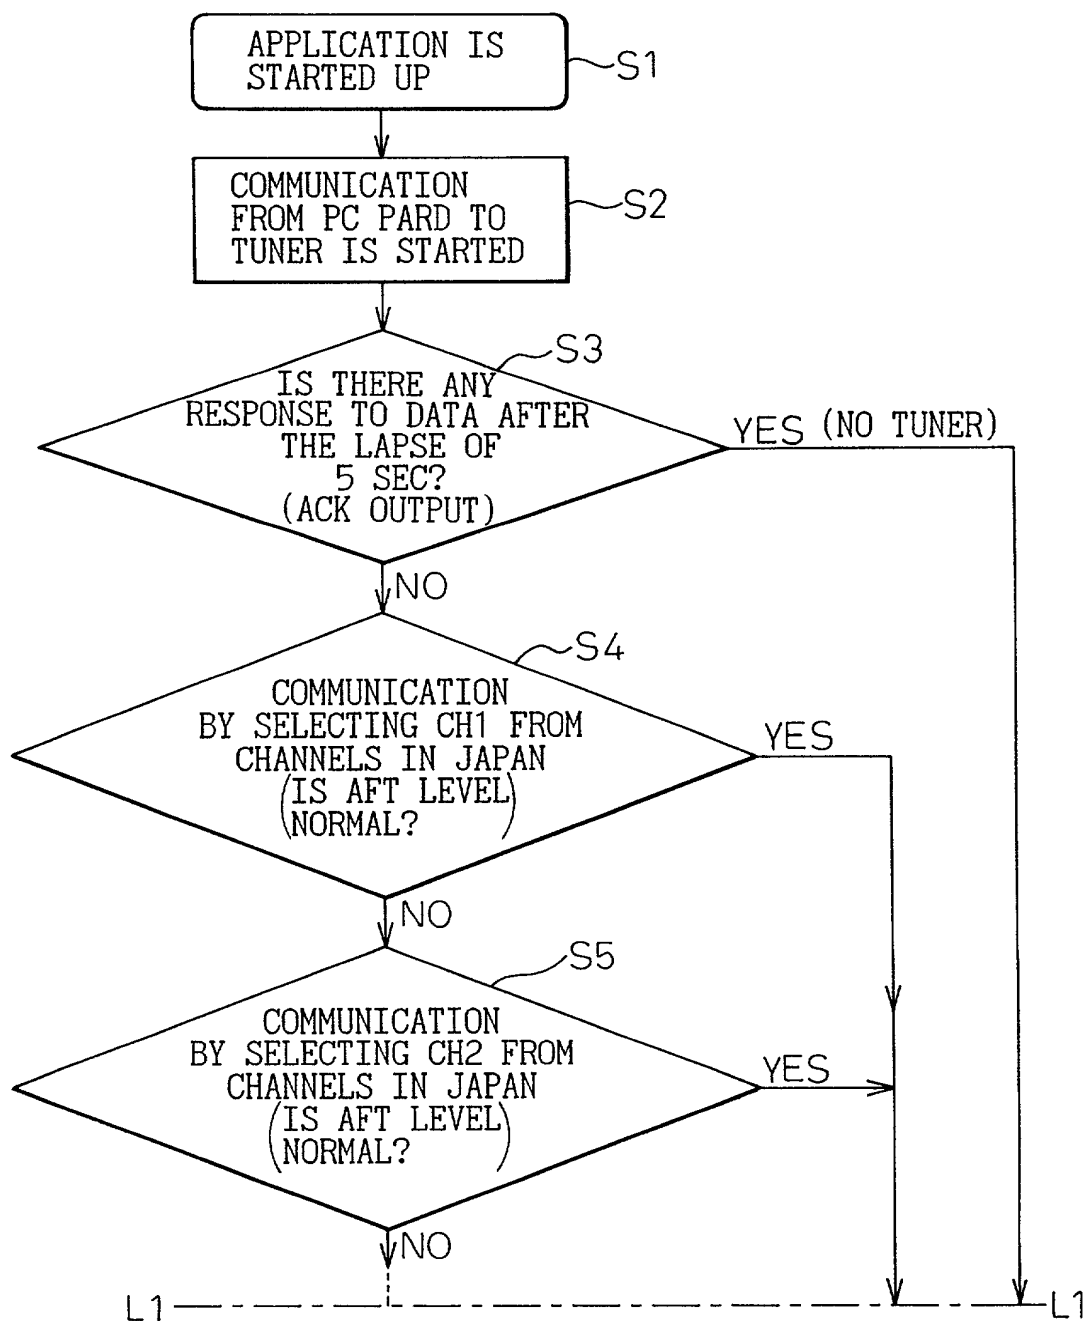 APPLICATION IS
STARTED UP
S1
COMMUNICATION
FROM PC PARD TO
TUNER IS STARTED
S2
S3
IS THERE ANY
RESPONSE TO DATA AFTER
THE LAPSE OF
5 SEC?
(ACK OUTPUT)
YES (NO TUNER)
NO
S4
COMMUNICATION
BY SELECTING CH1 FROM
CHANNELS IN JAPAN
(IS AFT LEVEL
NORMAL?)
YES
NO
S5
COMMUNICATION
BY SELECTING CH2 FROM
CHANNELS IN JAPAN
(IS AFT LEVEL
NORMAL?)
YES
NO
L1 L1